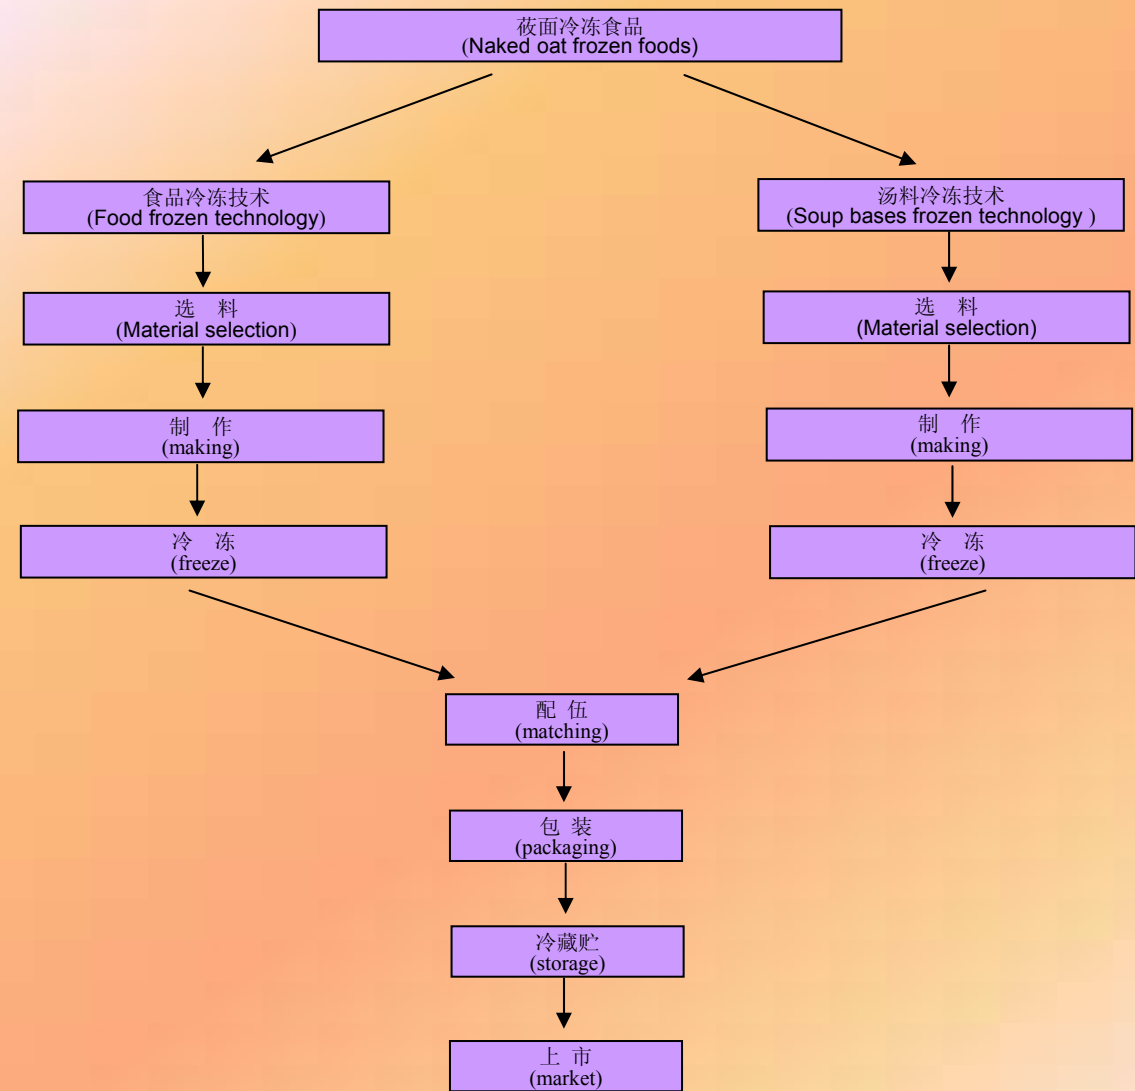 莜面冷冻食品
(Naked oat frozen foods)
食品冷冻技术
(Food frozen technology)
汤料冷冻技术
(Soup bases frozen technology )
选 料
(Material selection)
选 料
(Material selection)
制 作
(making)
制 作
(making)
冷 冻
(freeze)
冷 冻
(freeze)
配 伍
(matching)
包 装
(packaging)
冷藏贮
(storage)
上 市
(market)